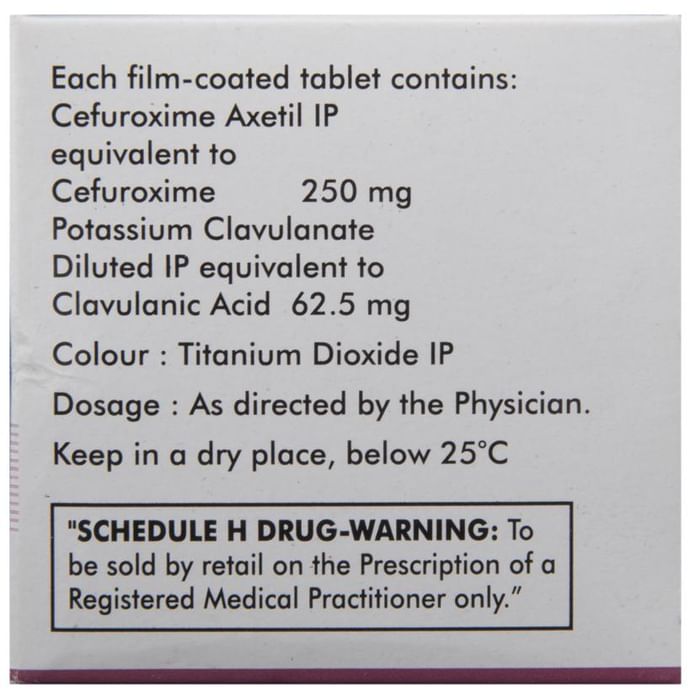 Each film-coated tablet contains:
Cefuroxime Axetil IP
equivalent to
Cefuroxime 250 mg
Potassium Clavulanate
Diluted IP equivalent to
Clavulanic Acid 62.5 mg
Colour : Titanium Dioxide IP
Dosage : As directed by the Physician.
Keep in a dry place, below 25°C
"SCHEDULE H DRUG-WARNING: To
be sold by retail on the Prescription of a
Registered Medical Practitioner only.”